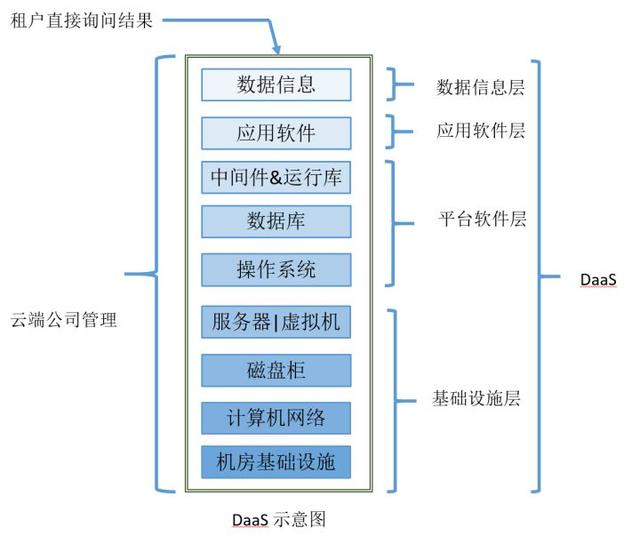 租户直接询问结果
数据信息
数据信息层
应用软件
应用软件层
中间件&运行库
数据库
平台软件层
操作系统
DaaS
云端公司管理
服务器|虚拟机
磁盘柜
基础设施层
计算机网络
机房基础设施
DaaS 示意图